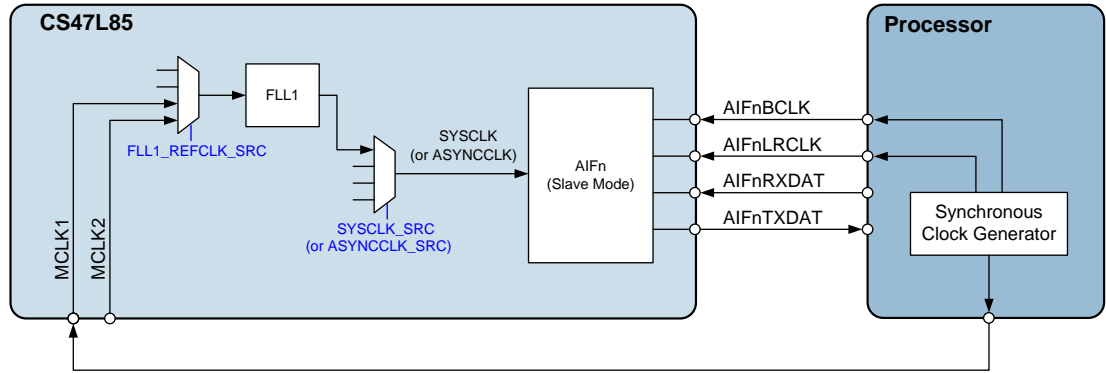 CS47L85
Processor
FLL1
FLL1_REFCLK_SRC
SYSCLK
(or ASYNCCLK)
SYSCLK_SRC
(or ASYNCCLK_SRC)
AIFn
(Slave Mode)
AIFnBCLK
AIFnLRCLK
AIFnRXDAT
AIFnTXDAT
Synchronous
Clock Generator
MCLK1
MCLK2